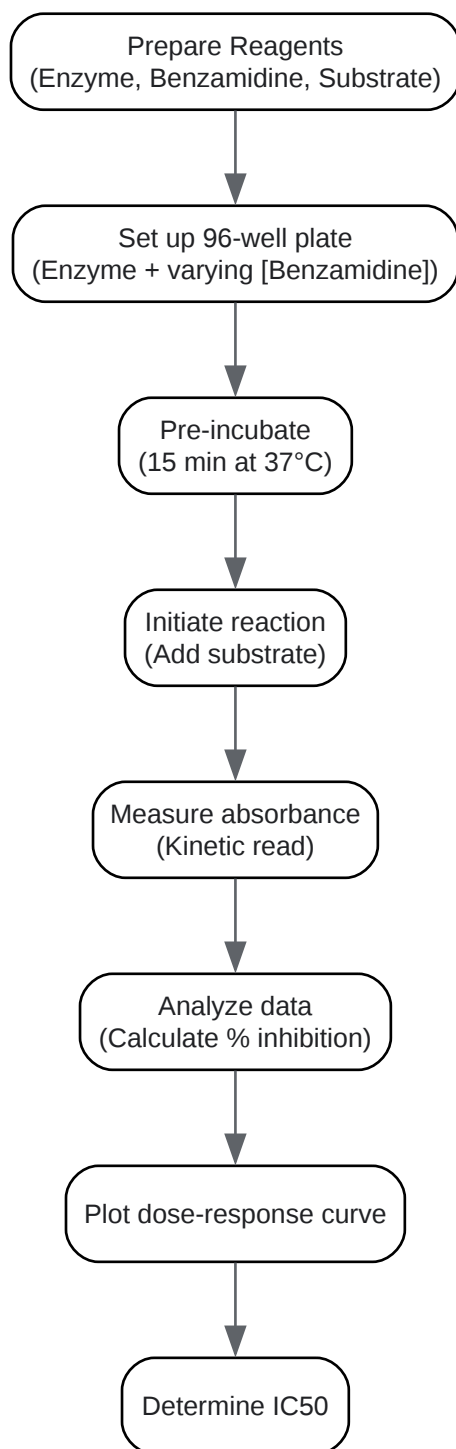 Prepare Reagents
(Enzyme, Benzamidine, Substrate)
Set up 96-well plate
(Enzyme + varying [Benzamidine])
Pre-incubate
(15 min at 37°C)
Initiate reaction
(Add substrate)
Measure absorbance
(Kinetic read)
Analyze data
(Calculate % inhibition)
Plot dose-response curve
Determine IC50